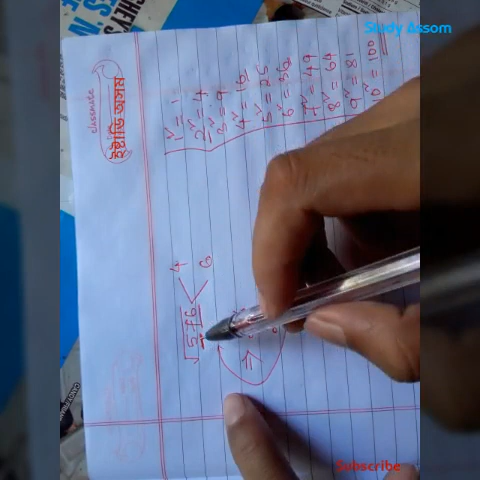 Study Assom
classmate
ষ্টাডি অসম
1² = 1
2² = 4
3² = 9
4² = 16
5² = 25
6² = 36
7² = 49
8² = 64
9² = 81
10² = 100
√576 < 4
6
Subscribe